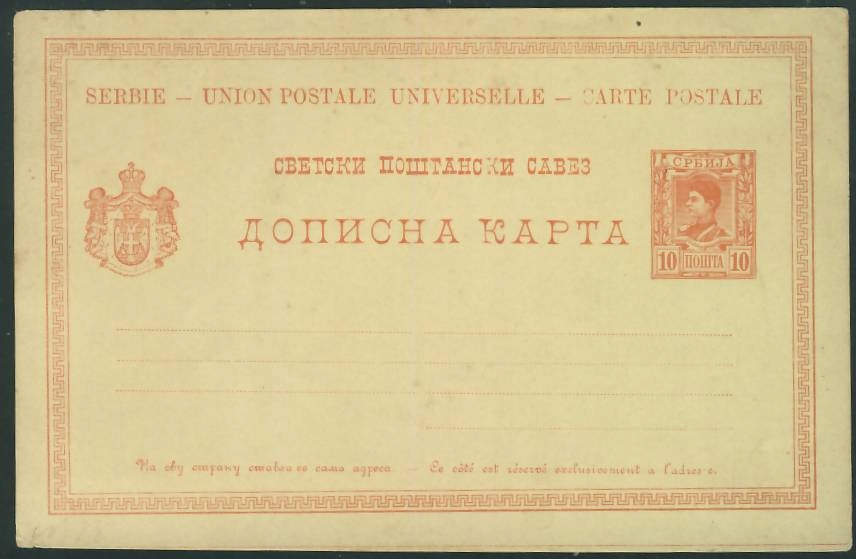 SERBIE — UNION POSTALE UNIVERSELLE — CARTE POSTALE
СВЕТСКИ ПОШТАНСКИ САВЕЗ
ДОПИСНА КАРТА
СРБИЈА
10 ПОШТА 10
На ову страну ставља се само адреса. — Ce côté est réservé exclusivement a l'adres e.